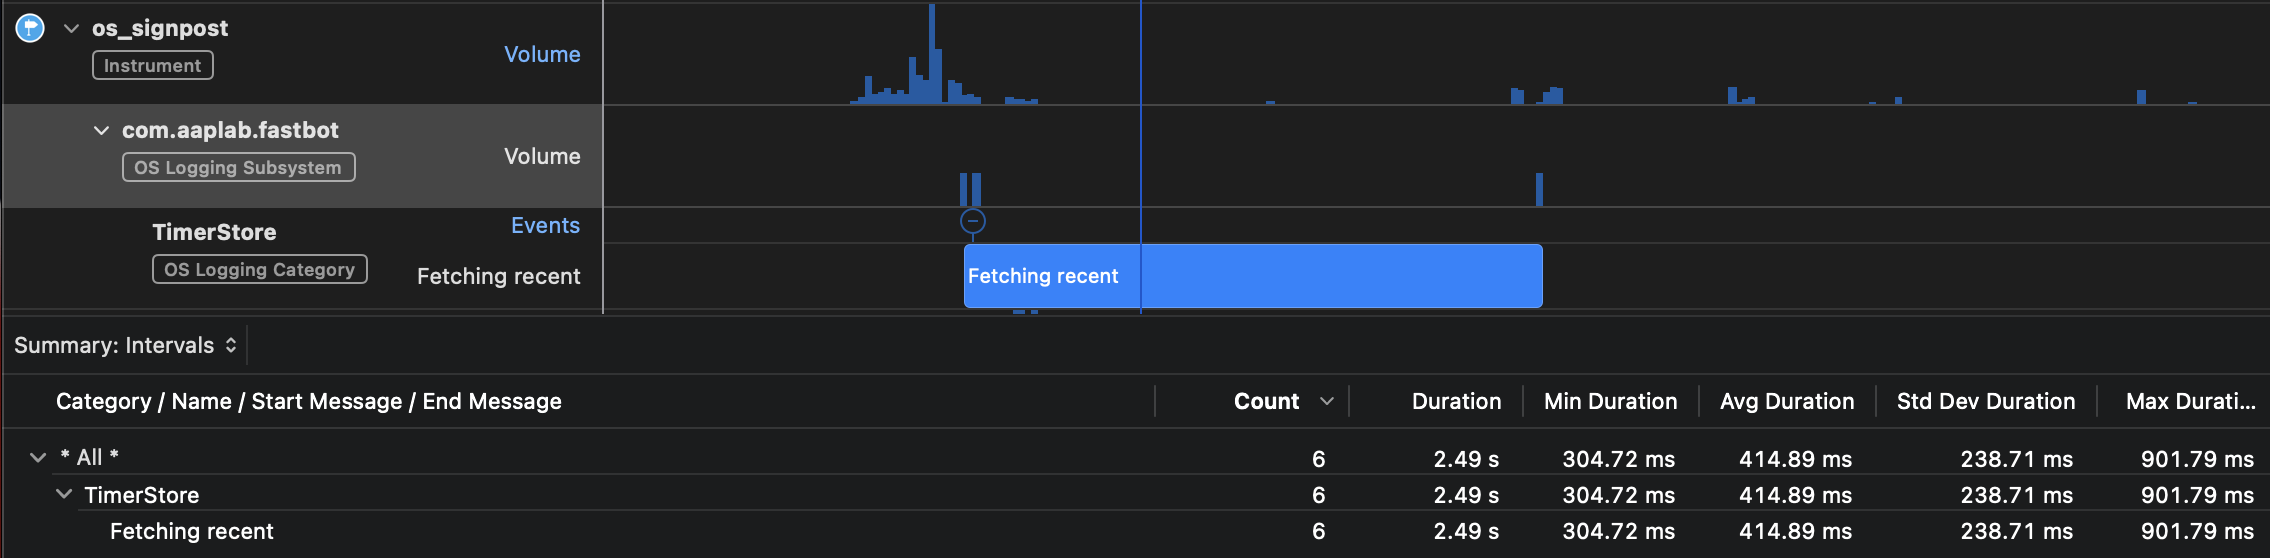 os_signpost
Instrument
Volume
com.aaplab.fastbot
OS Logging Subsystem
Volume
TimerStore
OS Logging Category
Events
Fetching recent
Fetching recent
Summary: Intervals
Category / Name / Start Message / End Message Count Duration Min Duration Avg Duration Std Dev Duration Max Durati...
* All * 6 2.49 s 304.72 ms 414.89 ms 238.71 ms 901.79 ms
TimerStore 6 2.49 s 304.72 ms 414.89 ms 238.71 ms 901.79 ms
Fetching recent 6 2.49 s 304.72 ms 414.89 ms 238.71 ms 901.79 ms